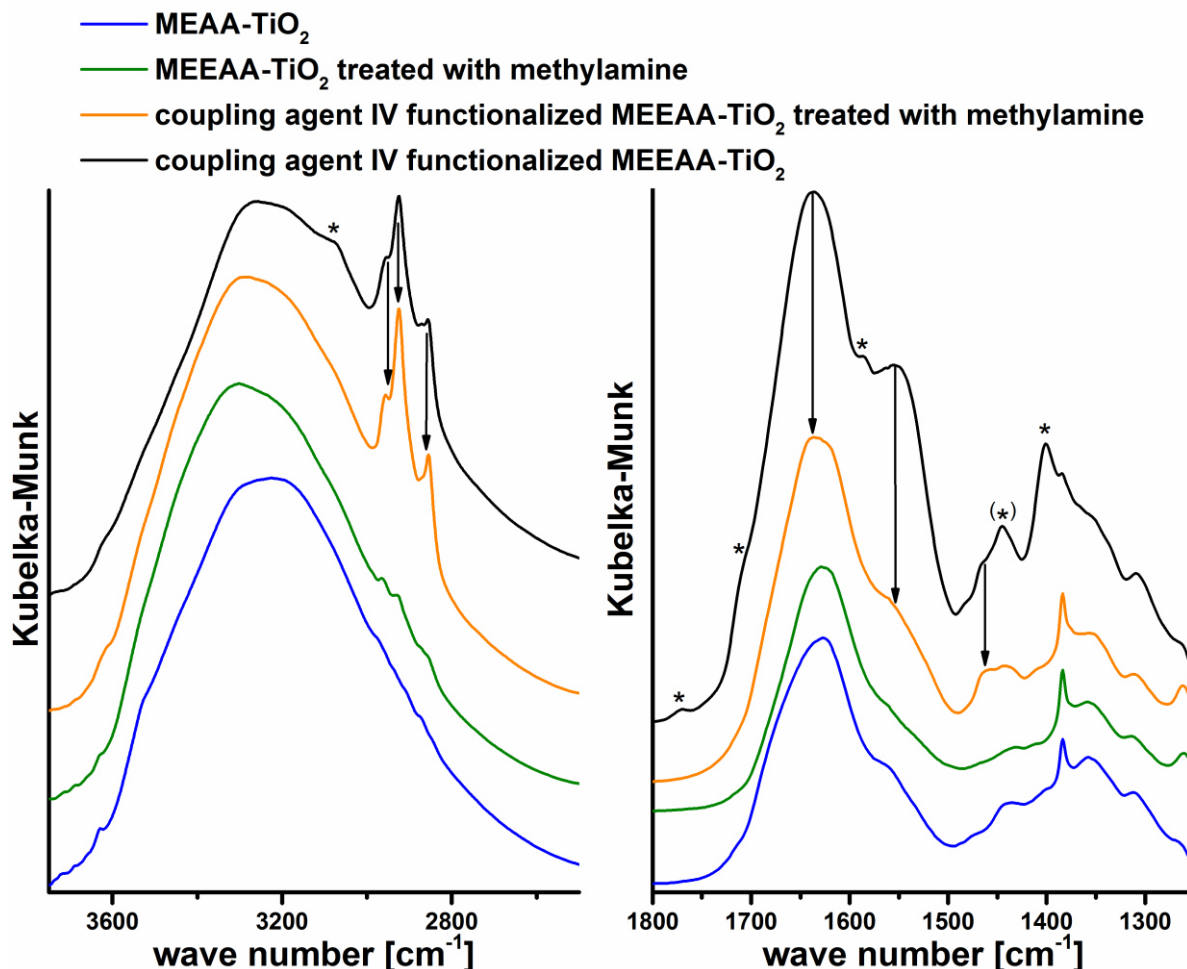 MEAA-TiO₂
MEEAA-TiO₂ treated with methylamine
coupling agent IV functionalized MEEAA-TiO₂ treated with methylamine
coupling agent IV functionalized MEEAA-TiO₂
Kubelka-Munk
*
3600 3200 2800
wave number [cm⁻¹]
Kubelka-Munk
*
*
*
(*)
*
1800 1700 1600 1500 1400 1300
wave number [cm⁻¹]